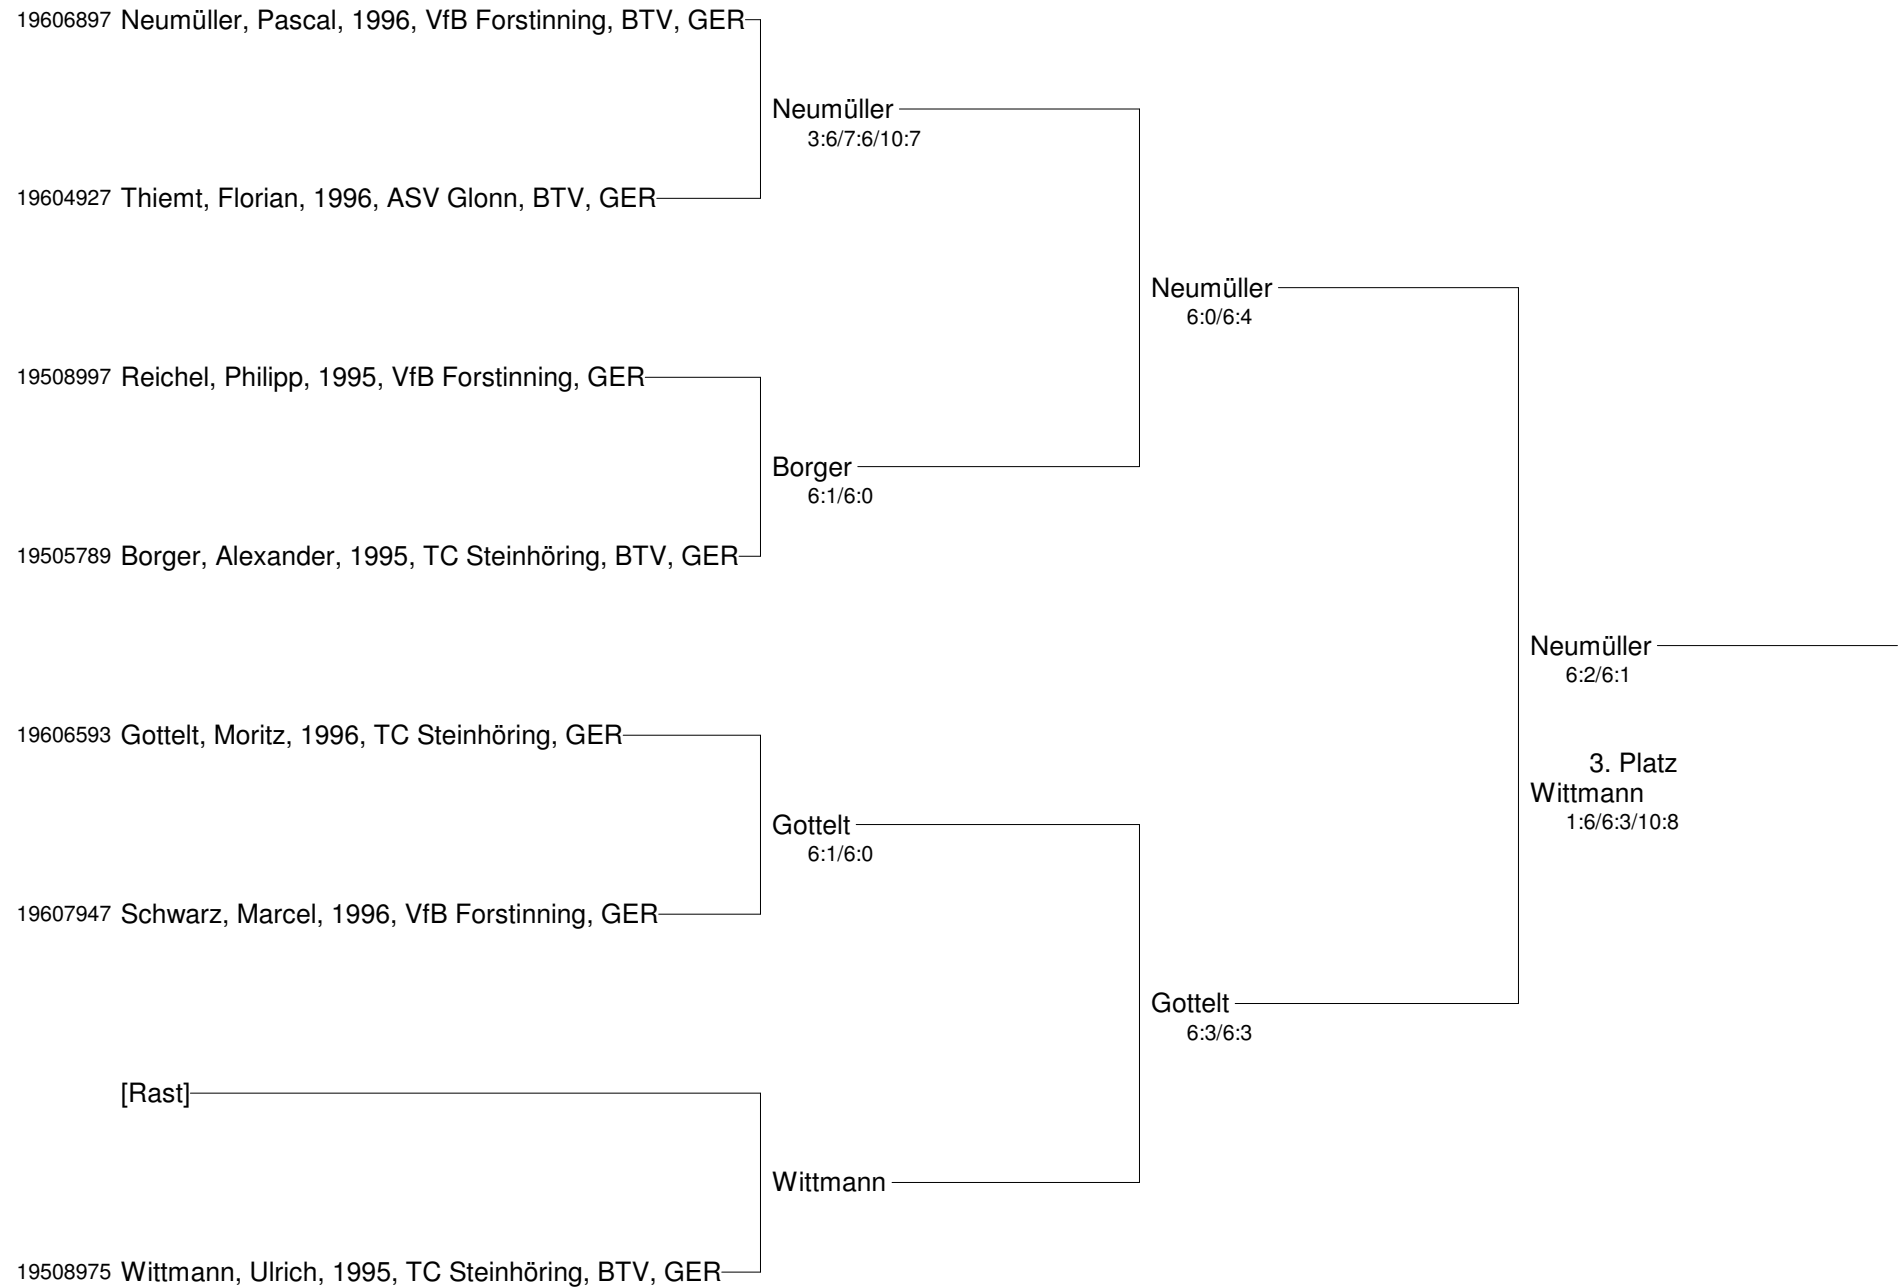 19606897 Neumüller, Pascal, 1996, VfB Forstinning, BTV, GER
Neumüller
3:6/7:6/10:7
19604927 Thiemt, Florian, 1996, ASV Glonn, BTV, GER
Neumüller
6:0/6:4
19508997 Reichel, Philipp, 1995, VfB Forstinning, GER
Borger
6:1/6:0
19505789 Borger, Alexander, 1995, TC Steinhöring, BTV, GER
Neumüller
6:2/6:1
19606593 Gottelt, Moritz, 1996, TC Steinhöring, GER
3. Platz
Wittmann
1:6/6:3/10:8
Gottelt
6:1/6:0
19607947 Schwarz, Marcel, 1996, VfB Forstinning, GER
Gottelt
6:3/6:3
[Rast]
Wittmann
19508975 Wittmann, Ulrich, 1995, TC Steinhöring, BTV, GER